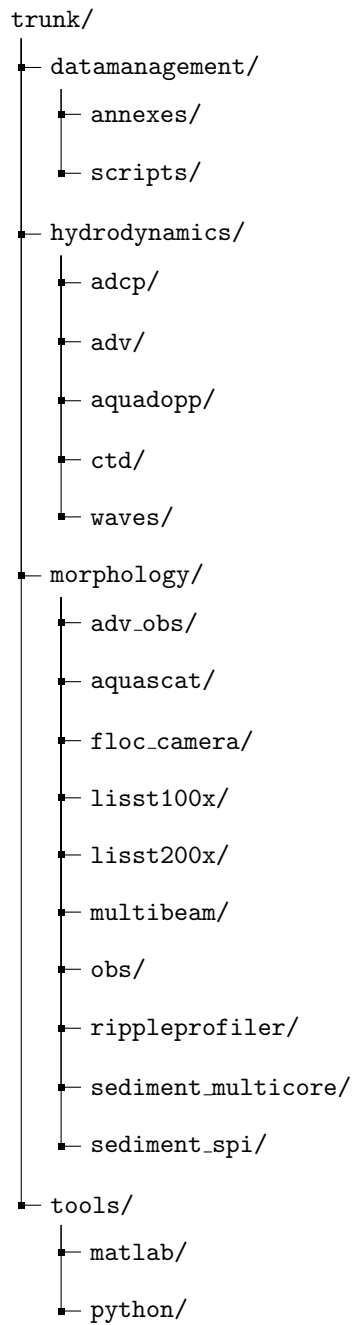 trunk/
datamanagement/
annexes/
scripts/
hydrodynamics/
adcp/
adv/
aquadopp/
ctd/
waves/
morphology/
adv_obs/
aquascat/
floc_camera/
lisst100x/
lisst200x/
multibeam/
obs/
rippleprofiler/
sediment_multicore/
sediment_spi/
tools/
matlab/
python/